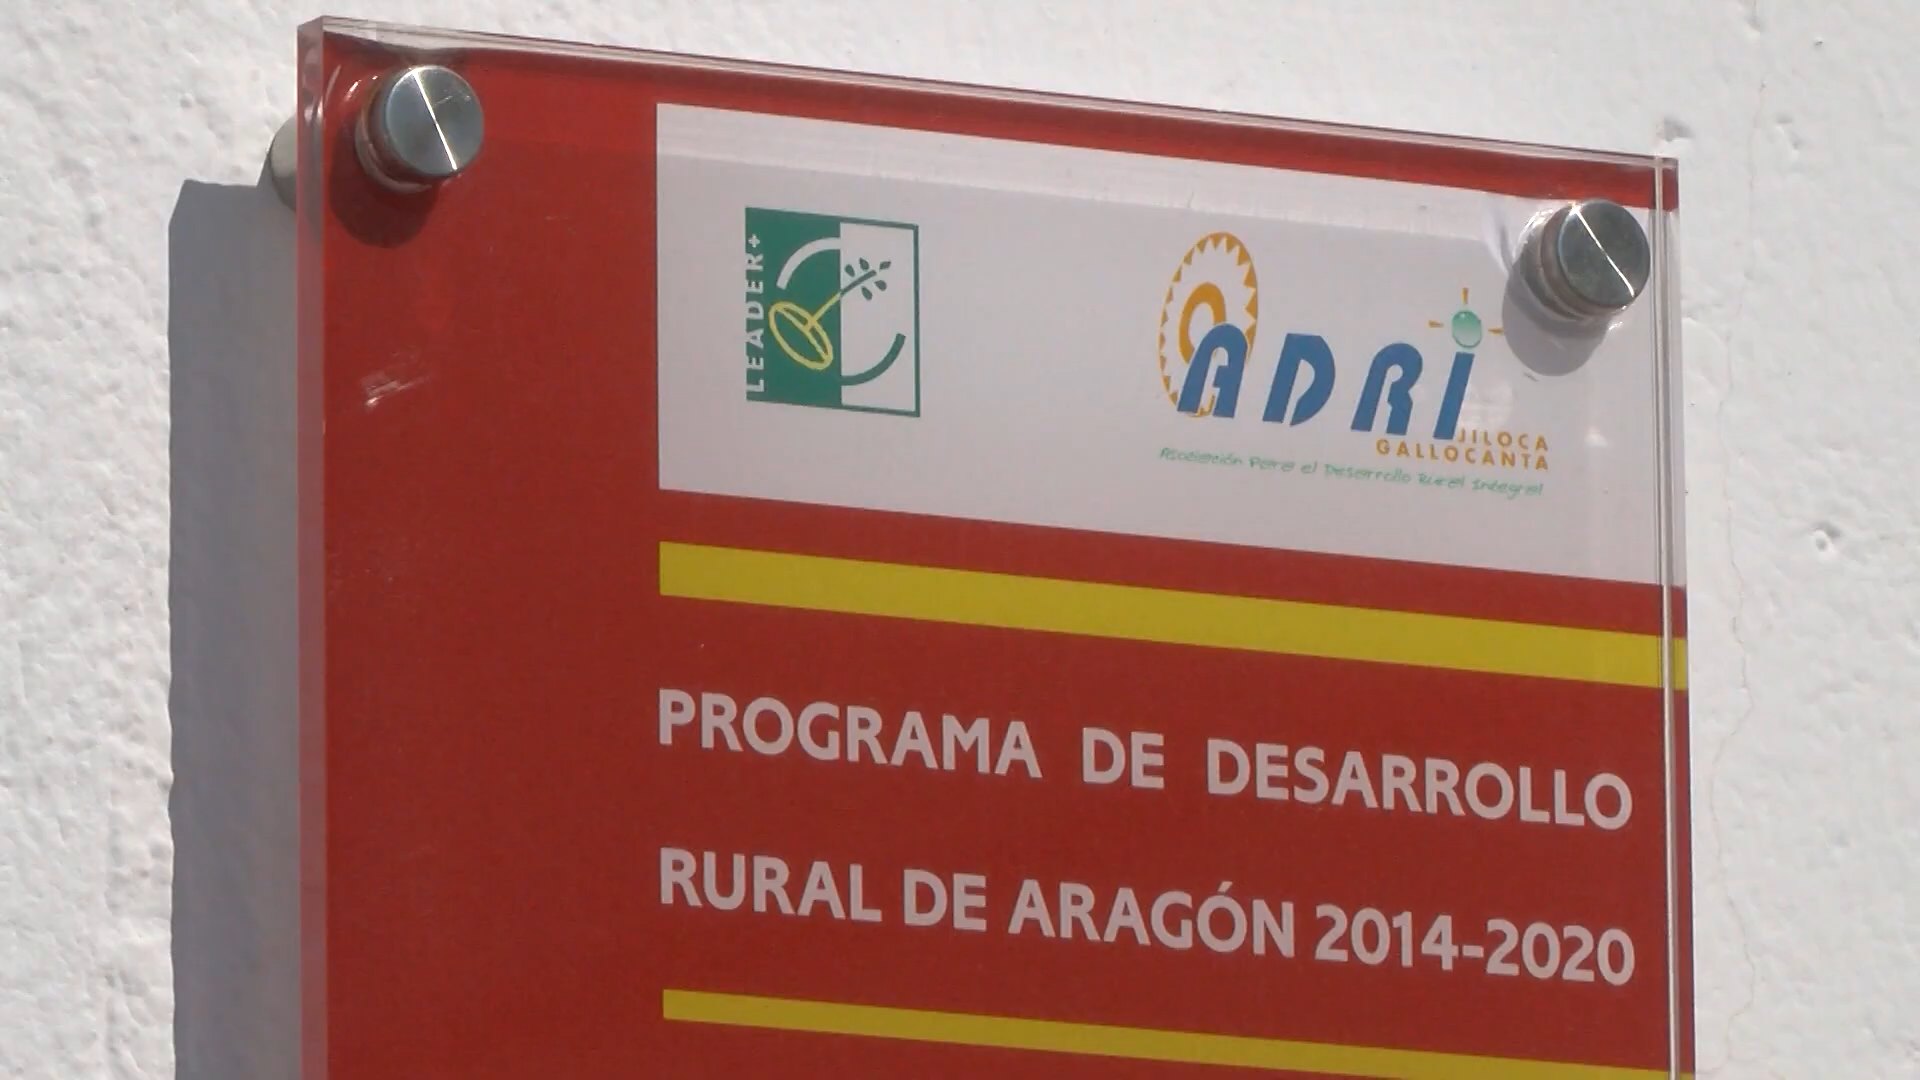 LEADER+
ADRI
JILOCA
GALLOCANTA
Asociación Para el Desarrollo Rural Integral
PROGRAMA DE DESARROLLO
RURAL DE ARAGÓN 2014-2020